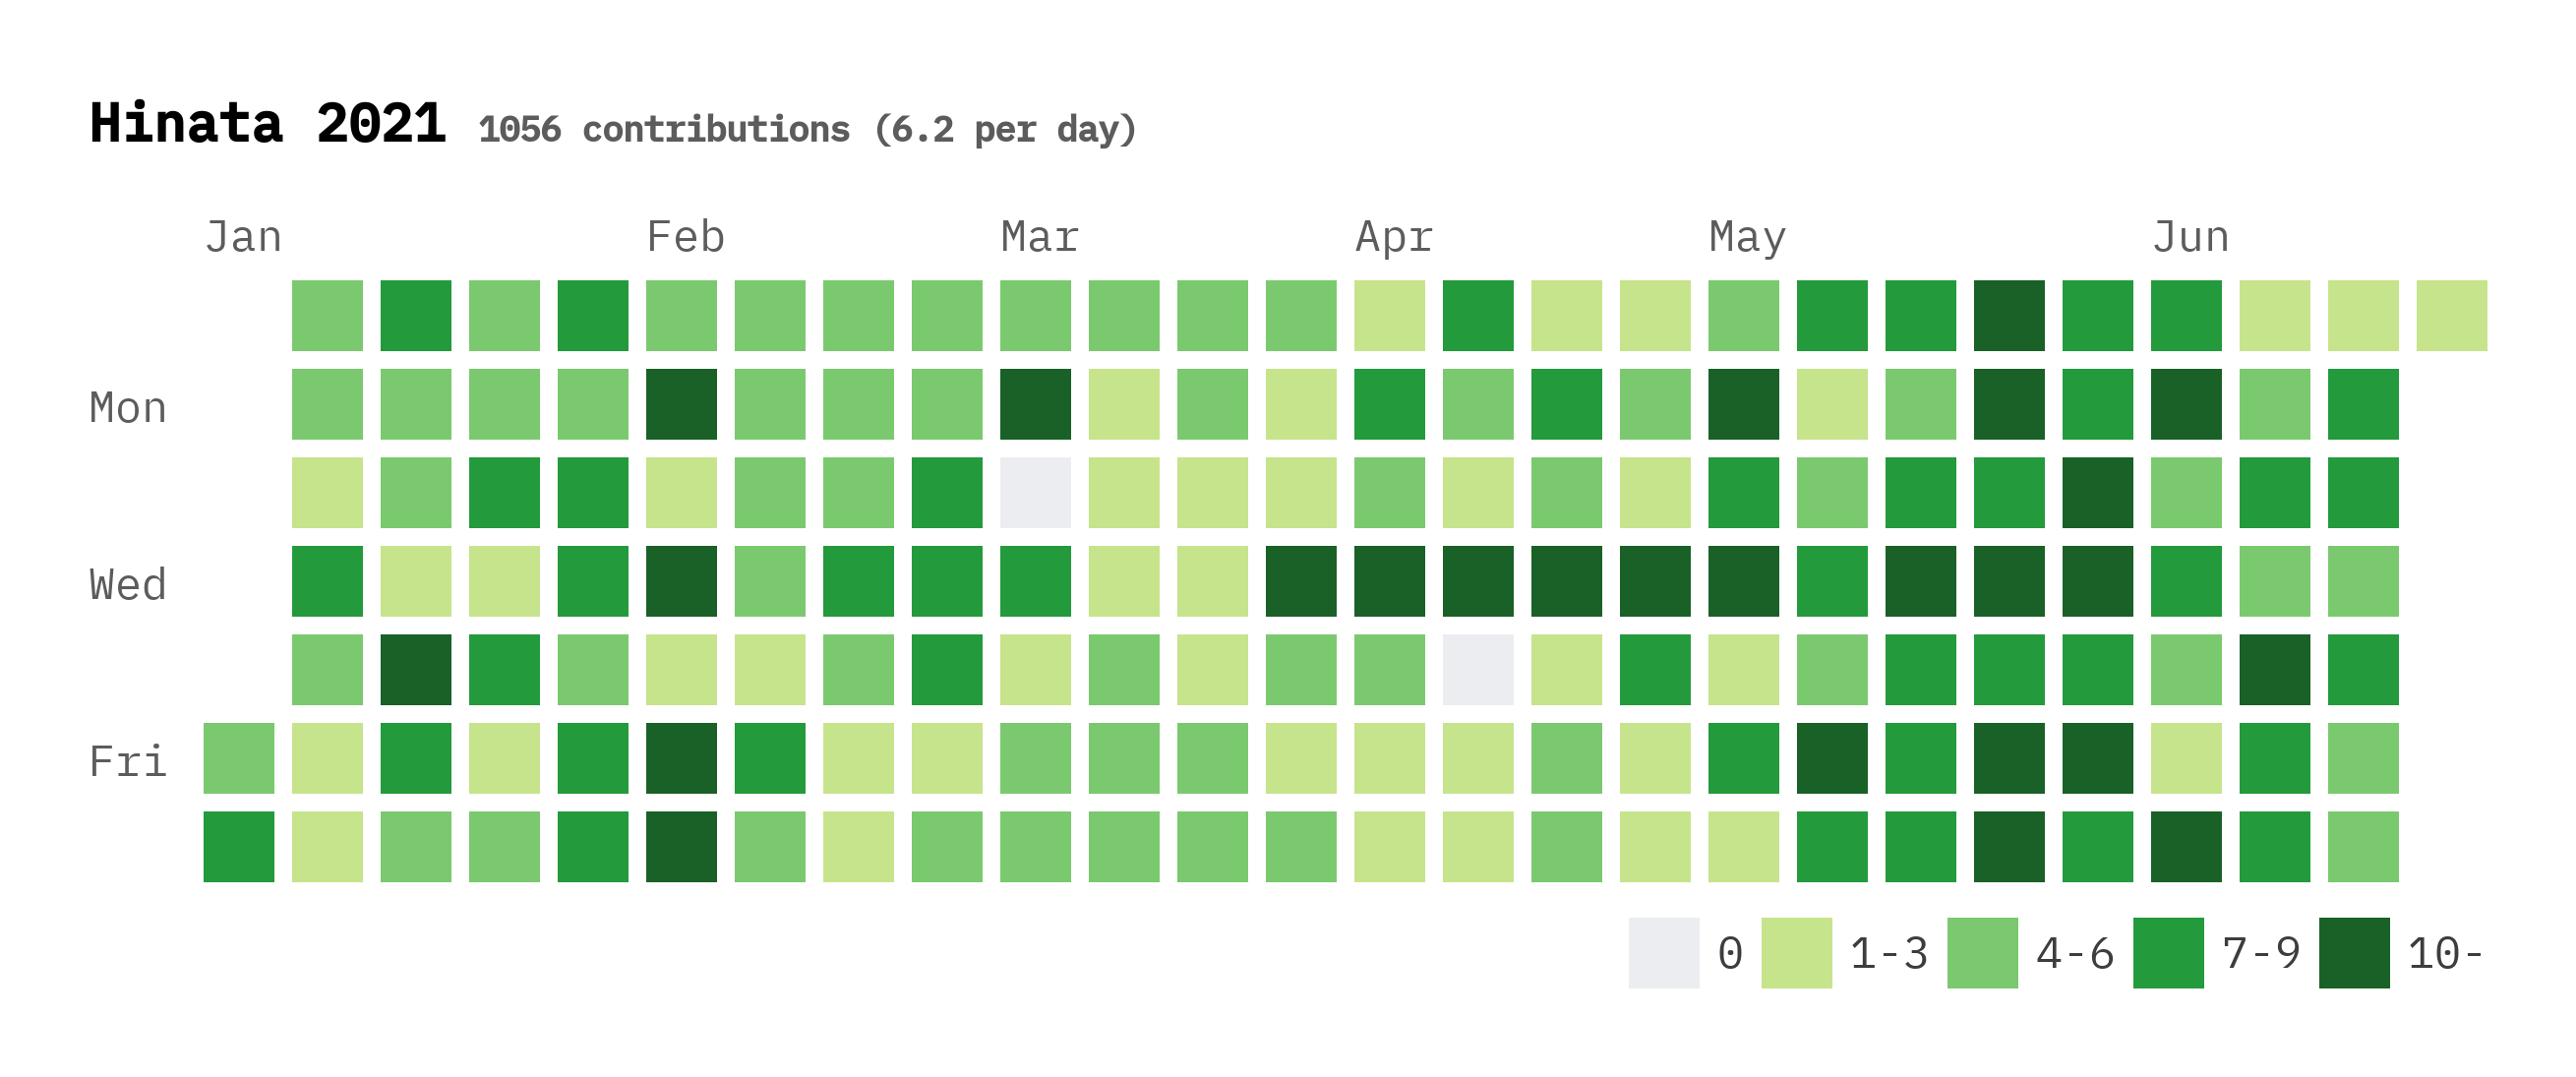 Hinata 2021 1056 contributions (6.2 per day)
Jan Feb Mar Apr May Jun
Mon
Wed
Fri
0 1-3 4-6 7-9 10-